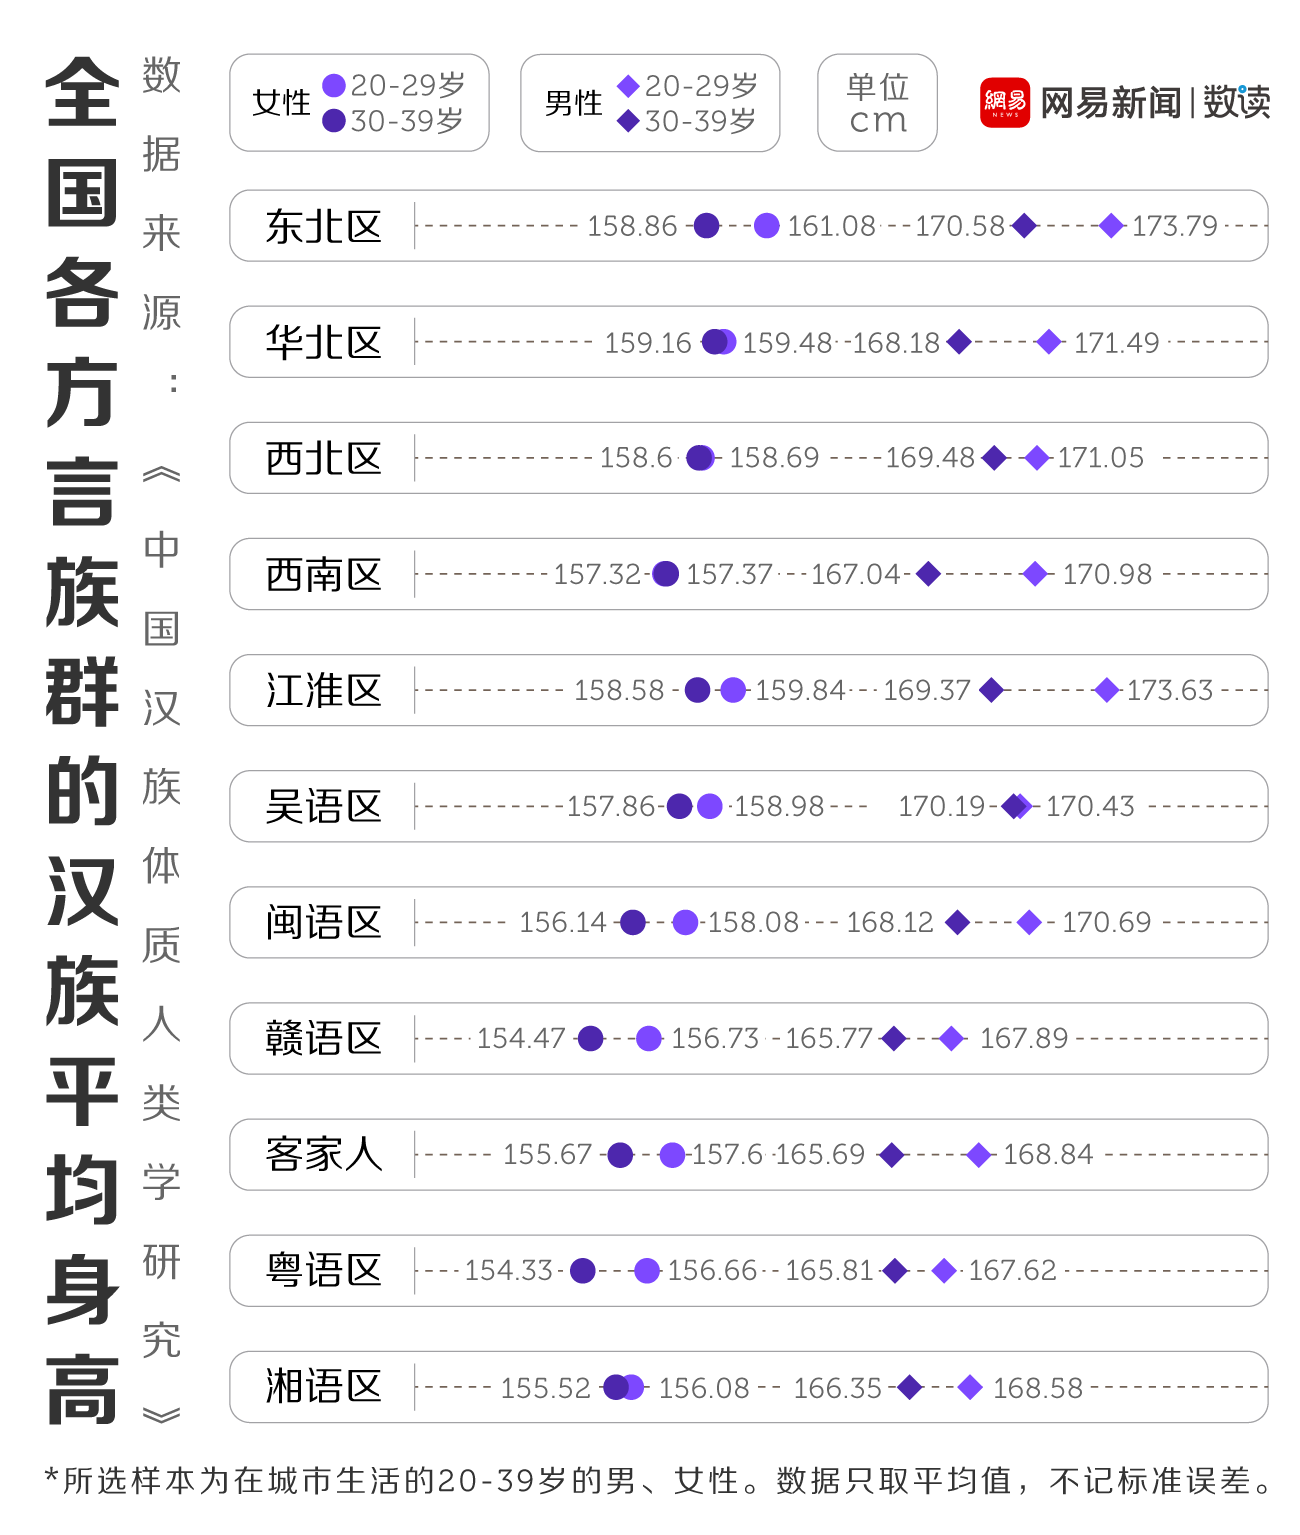 全国各方言族群的汉族平均身高
数据来源：《中国汉族体质人类学研究》
女性 20-29岁
30-39岁
男性 20-29岁
30-39岁
单位
cm
網易
NEWS
网易新闻 | 数读
东北区 158.86 161.08 170.58 173.79
华北区 159.16 159.48 168.18 171.49
西北区 158.6 158.69 169.48 171.05
西南区 157.32 157.37 167.04 170.98
江淮区 158.58 159.84 169.37 173.63
吴语区 157.86 158.98 170.19 170.43
闽语区 156.14 158.08 168.12 170.69
赣语区 154.47 156.73 165.77 167.89
客家人 155.67 157.6 165.69 168.84
粤语区 154.33 156.66 165.81 167.62
湘语区 155.52 156.08 166.35 168.58
*所选样本为在城市生活的20-39岁的男、女性。数据只取平均值，不记标准误差。